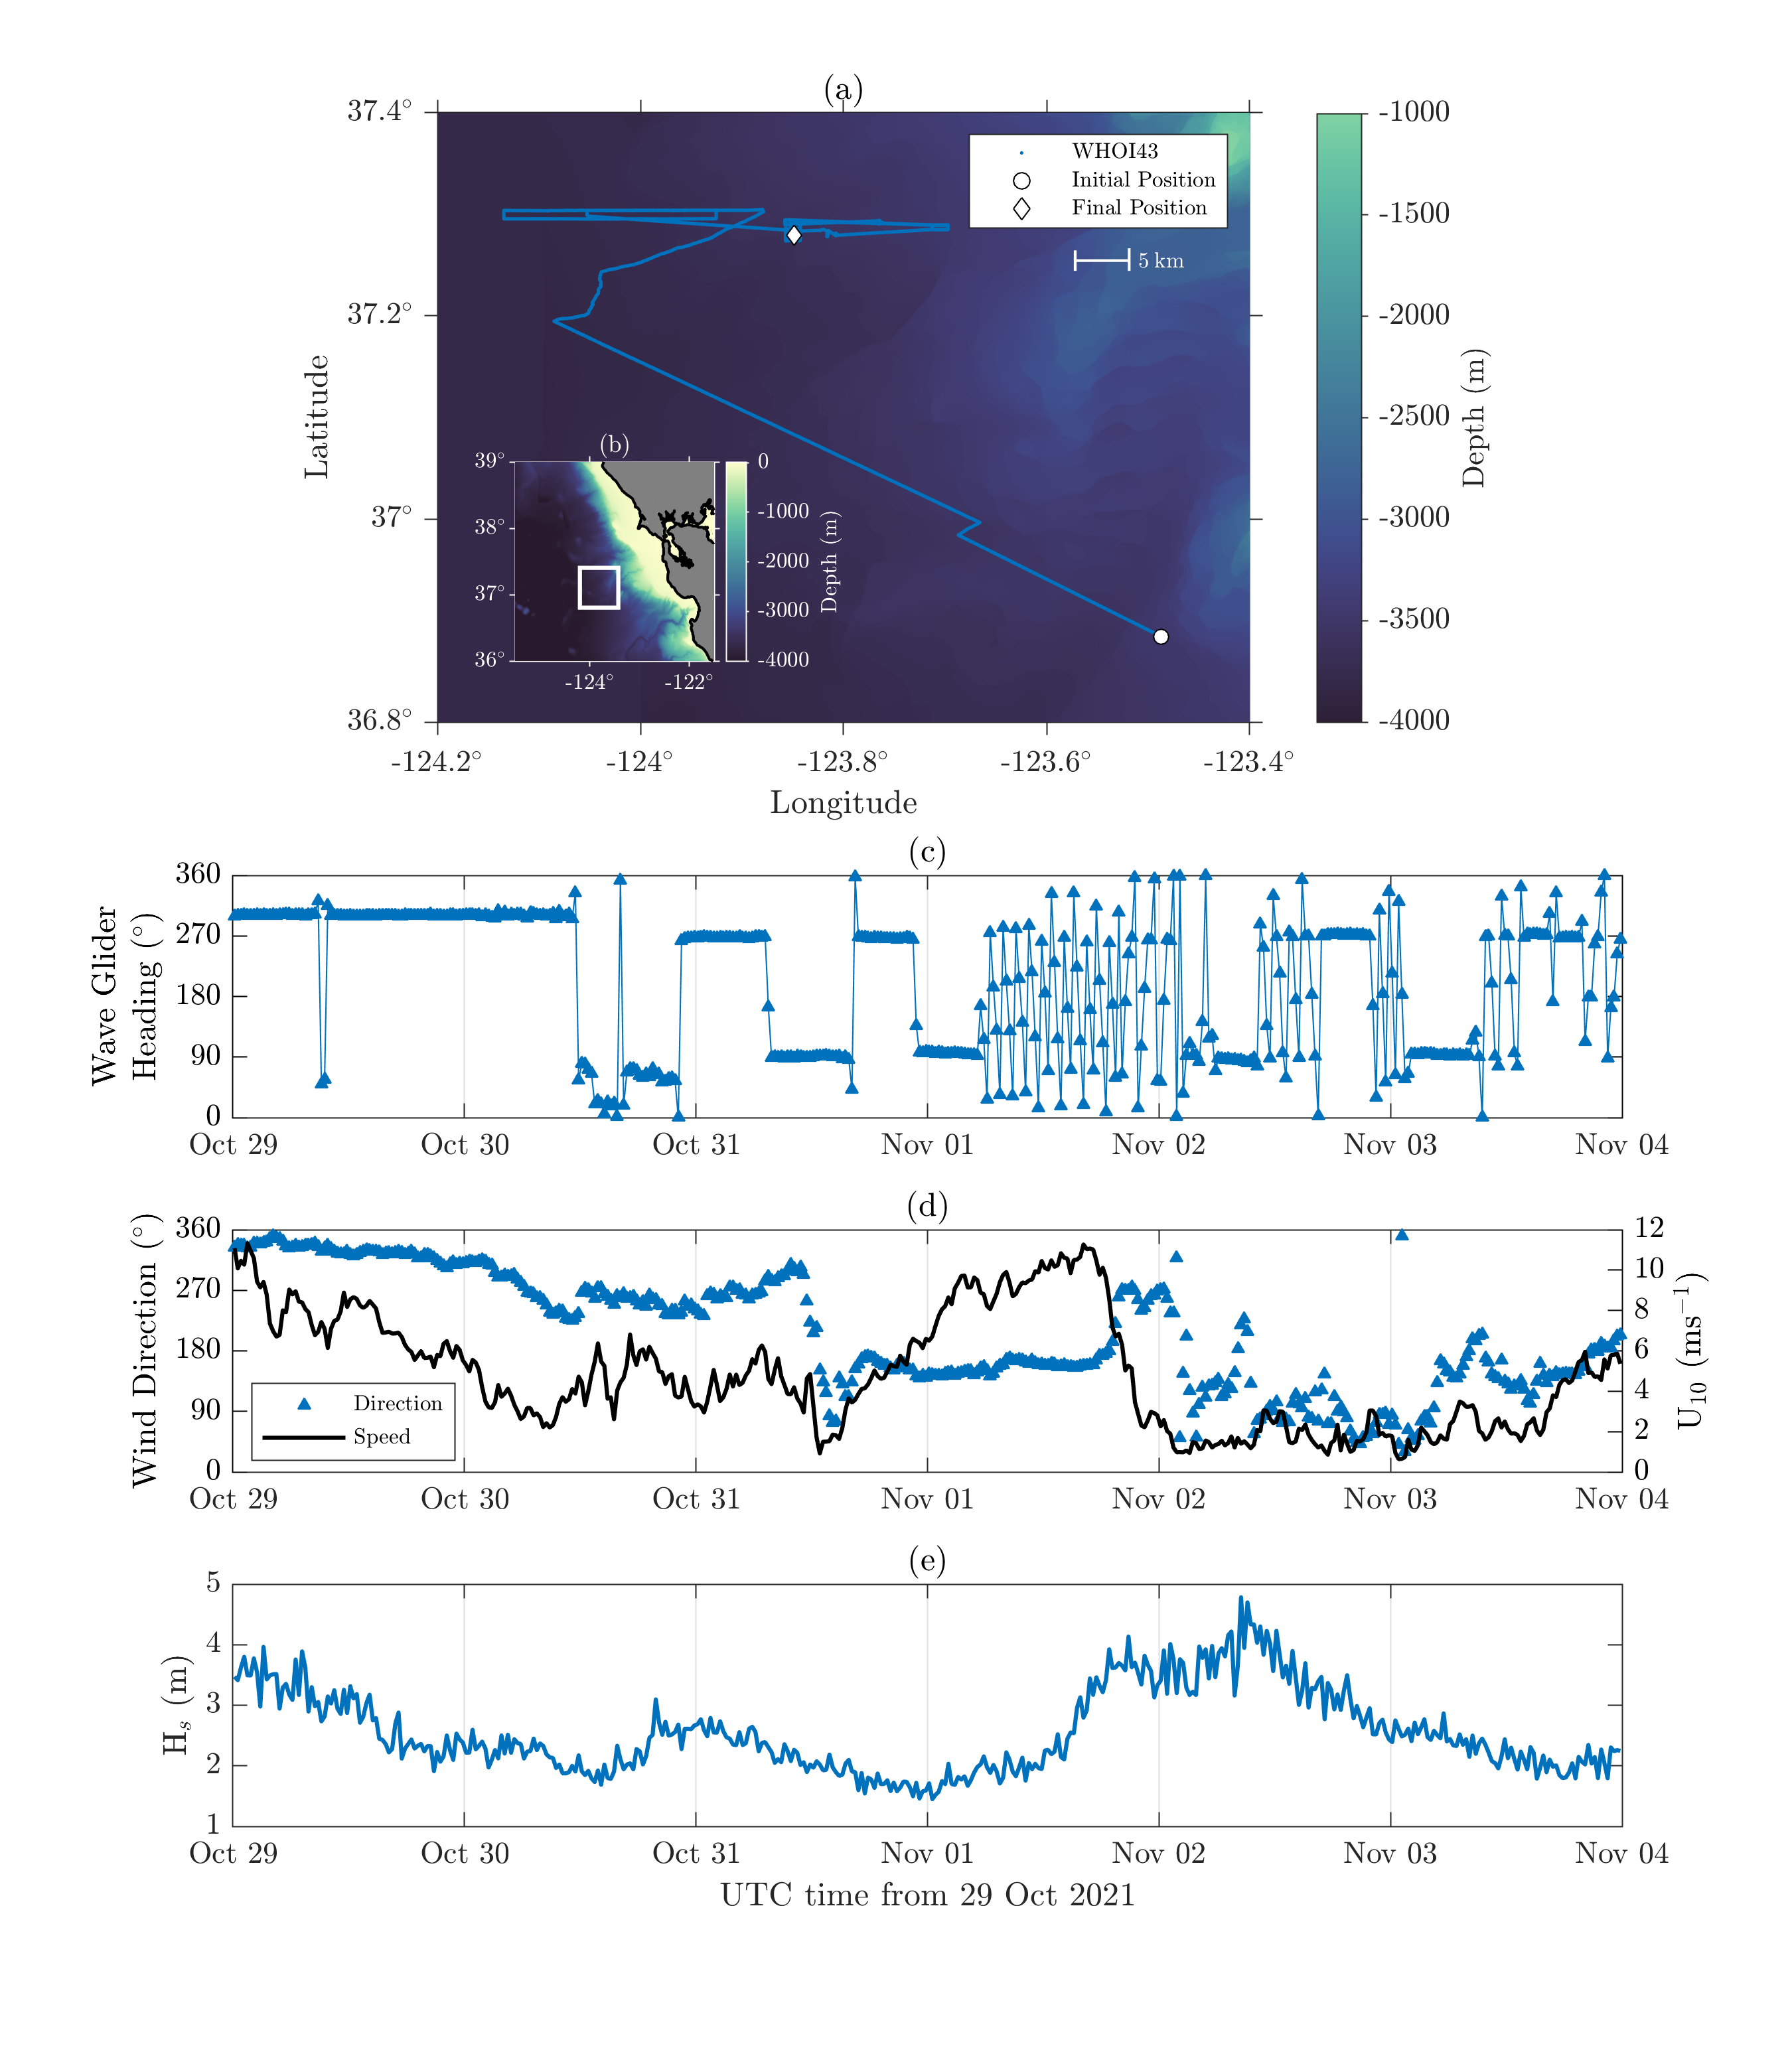 (a)
37.4°
37.2°
37°
36.8°
Latitude
-124.2°
-124°
-123.8°
-123.6°
-123.4°
Longitude
WHOI43
Initial Position
Final Position
5 km
-1000
-1500
-2000
-2500
-3000
-3500
-4000
Depth (m)
(b)
39°
38°
37°
36°
-124°
-122°
0
-1000
-2000
-3000
-4000
Depth (m)
(c)
Wave Glider
Heading (°)
360
270
180
90
0
Oct 29
Oct 30
Oct 31
Nov 01
Nov 02
Nov 03
Nov 04
(d)
Wind Direction (°)
360
270
180
90
0
Direction
Speed
12
10
8
6
4
2
0
U₁₀ (ms⁻¹)
Oct 29
Oct 30
Oct 31
Nov 01
Nov 02
Nov 03
Nov 04
(e)
Hₛ (m)
5
4
3
2
1
Oct 29
Oct 30
Oct 31
Nov 01
Nov 02
Nov 03
Nov 04
UTC time from 29 Oct 2021